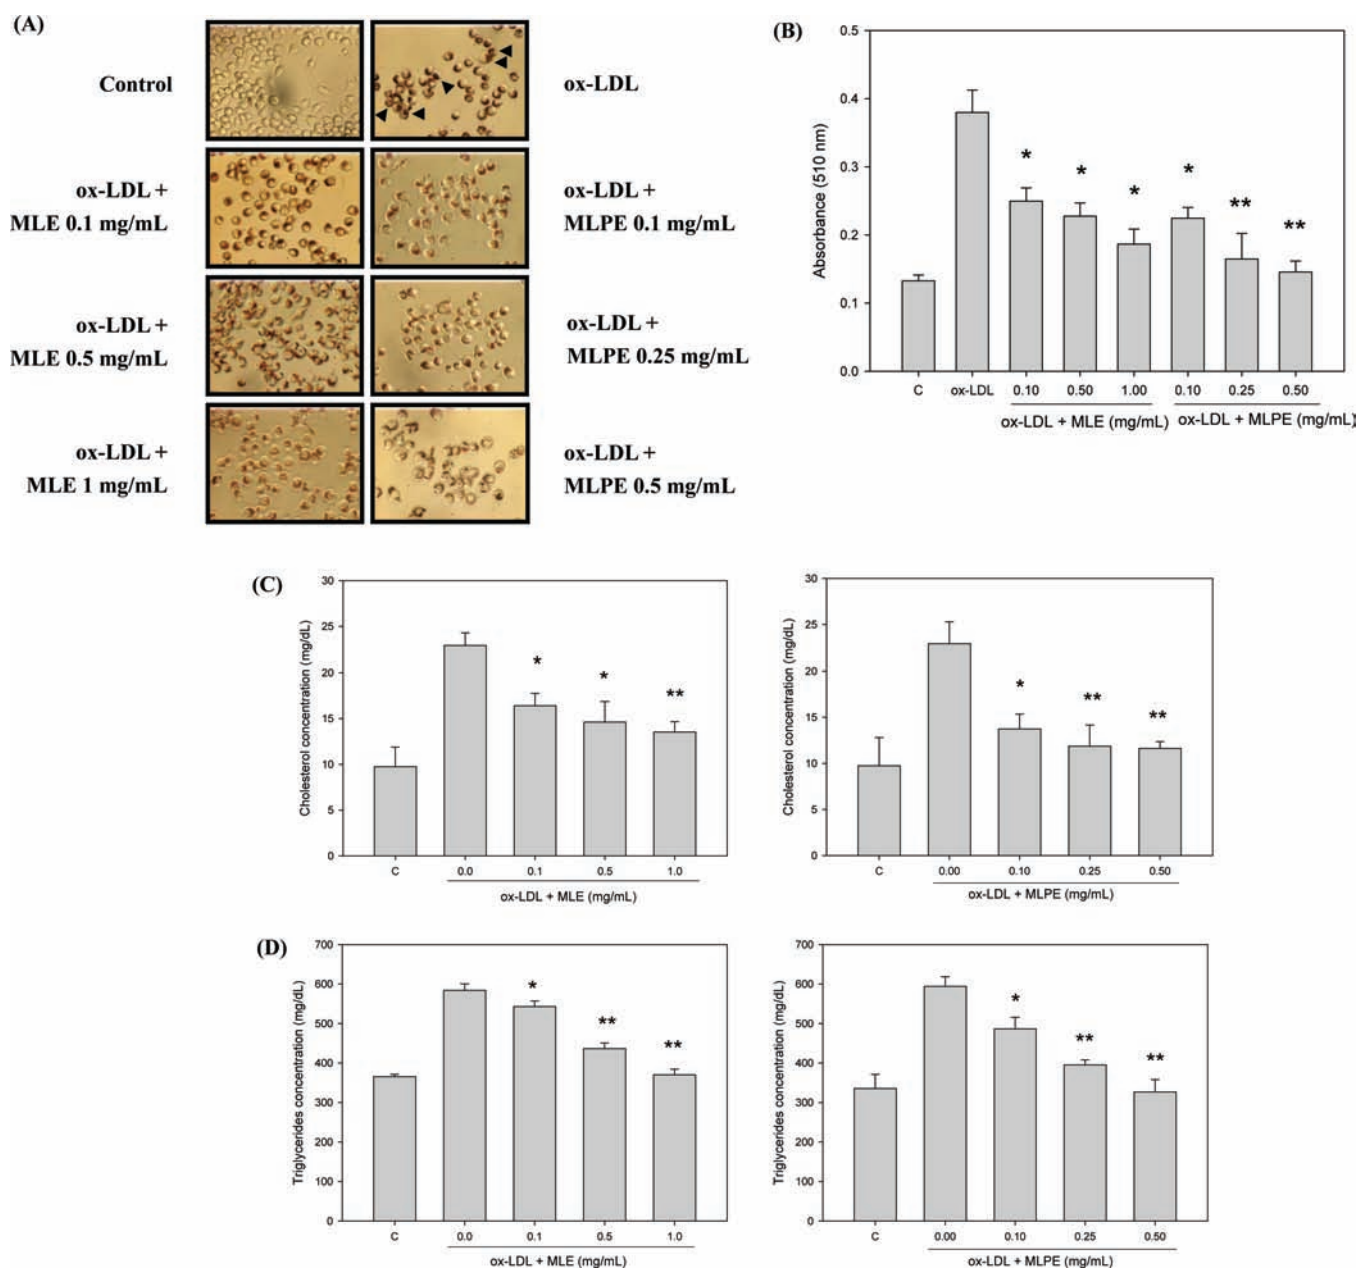 (A)
Control
ox-LDL
ox-LDL +
MLE 0.1 mg/mL
ox-LDL +
MLPE 0.1 mg/mL
ox-LDL +
MLE 0.5 mg/mL
ox-LDL +
MLPE 0.25 mg/mL
ox-LDL +
MLE 1 mg/mL
ox-LDL +
MLPE 0.5 mg/mL
(B)
Absorbance (510 nm)
0.5
0.4
0.3
0.2
0.1
0.0
* * * * ** **
C ox-LDL 0.10 0.50 1.00 0.10 0.25 0.50
ox-LDL + MLE (mg/mL) ox-LDL + MLPE (mg/mL)
(C)
Cholesterol concentration (mg/dL)
30
25
20
15
10
5
0
* * **
C 0.0 0.1 0.5 1.0
ox-LDL + MLE (mg/mL)
Cholesterol concentration (mg/dL)
30
25
20
15
10
5
0
* ** **
C 0.00 0.10 0.25 0.50
ox-LDL + MLPE (mg/mL)
(D)
Triglycerides concentration (mg/dL)
700
600
500
400
300
200
100
0
* ** **
C 0.0 0.1 0.5 1.0
ox-LDL + MLE (mg/mL)
Triglycerides concentration (mg/dL)
700
600
500
400
300
200
100
0
* ** **
C 0.00 0.10 0.25 0.50
ox-LDL + MLPE (mg/mL)